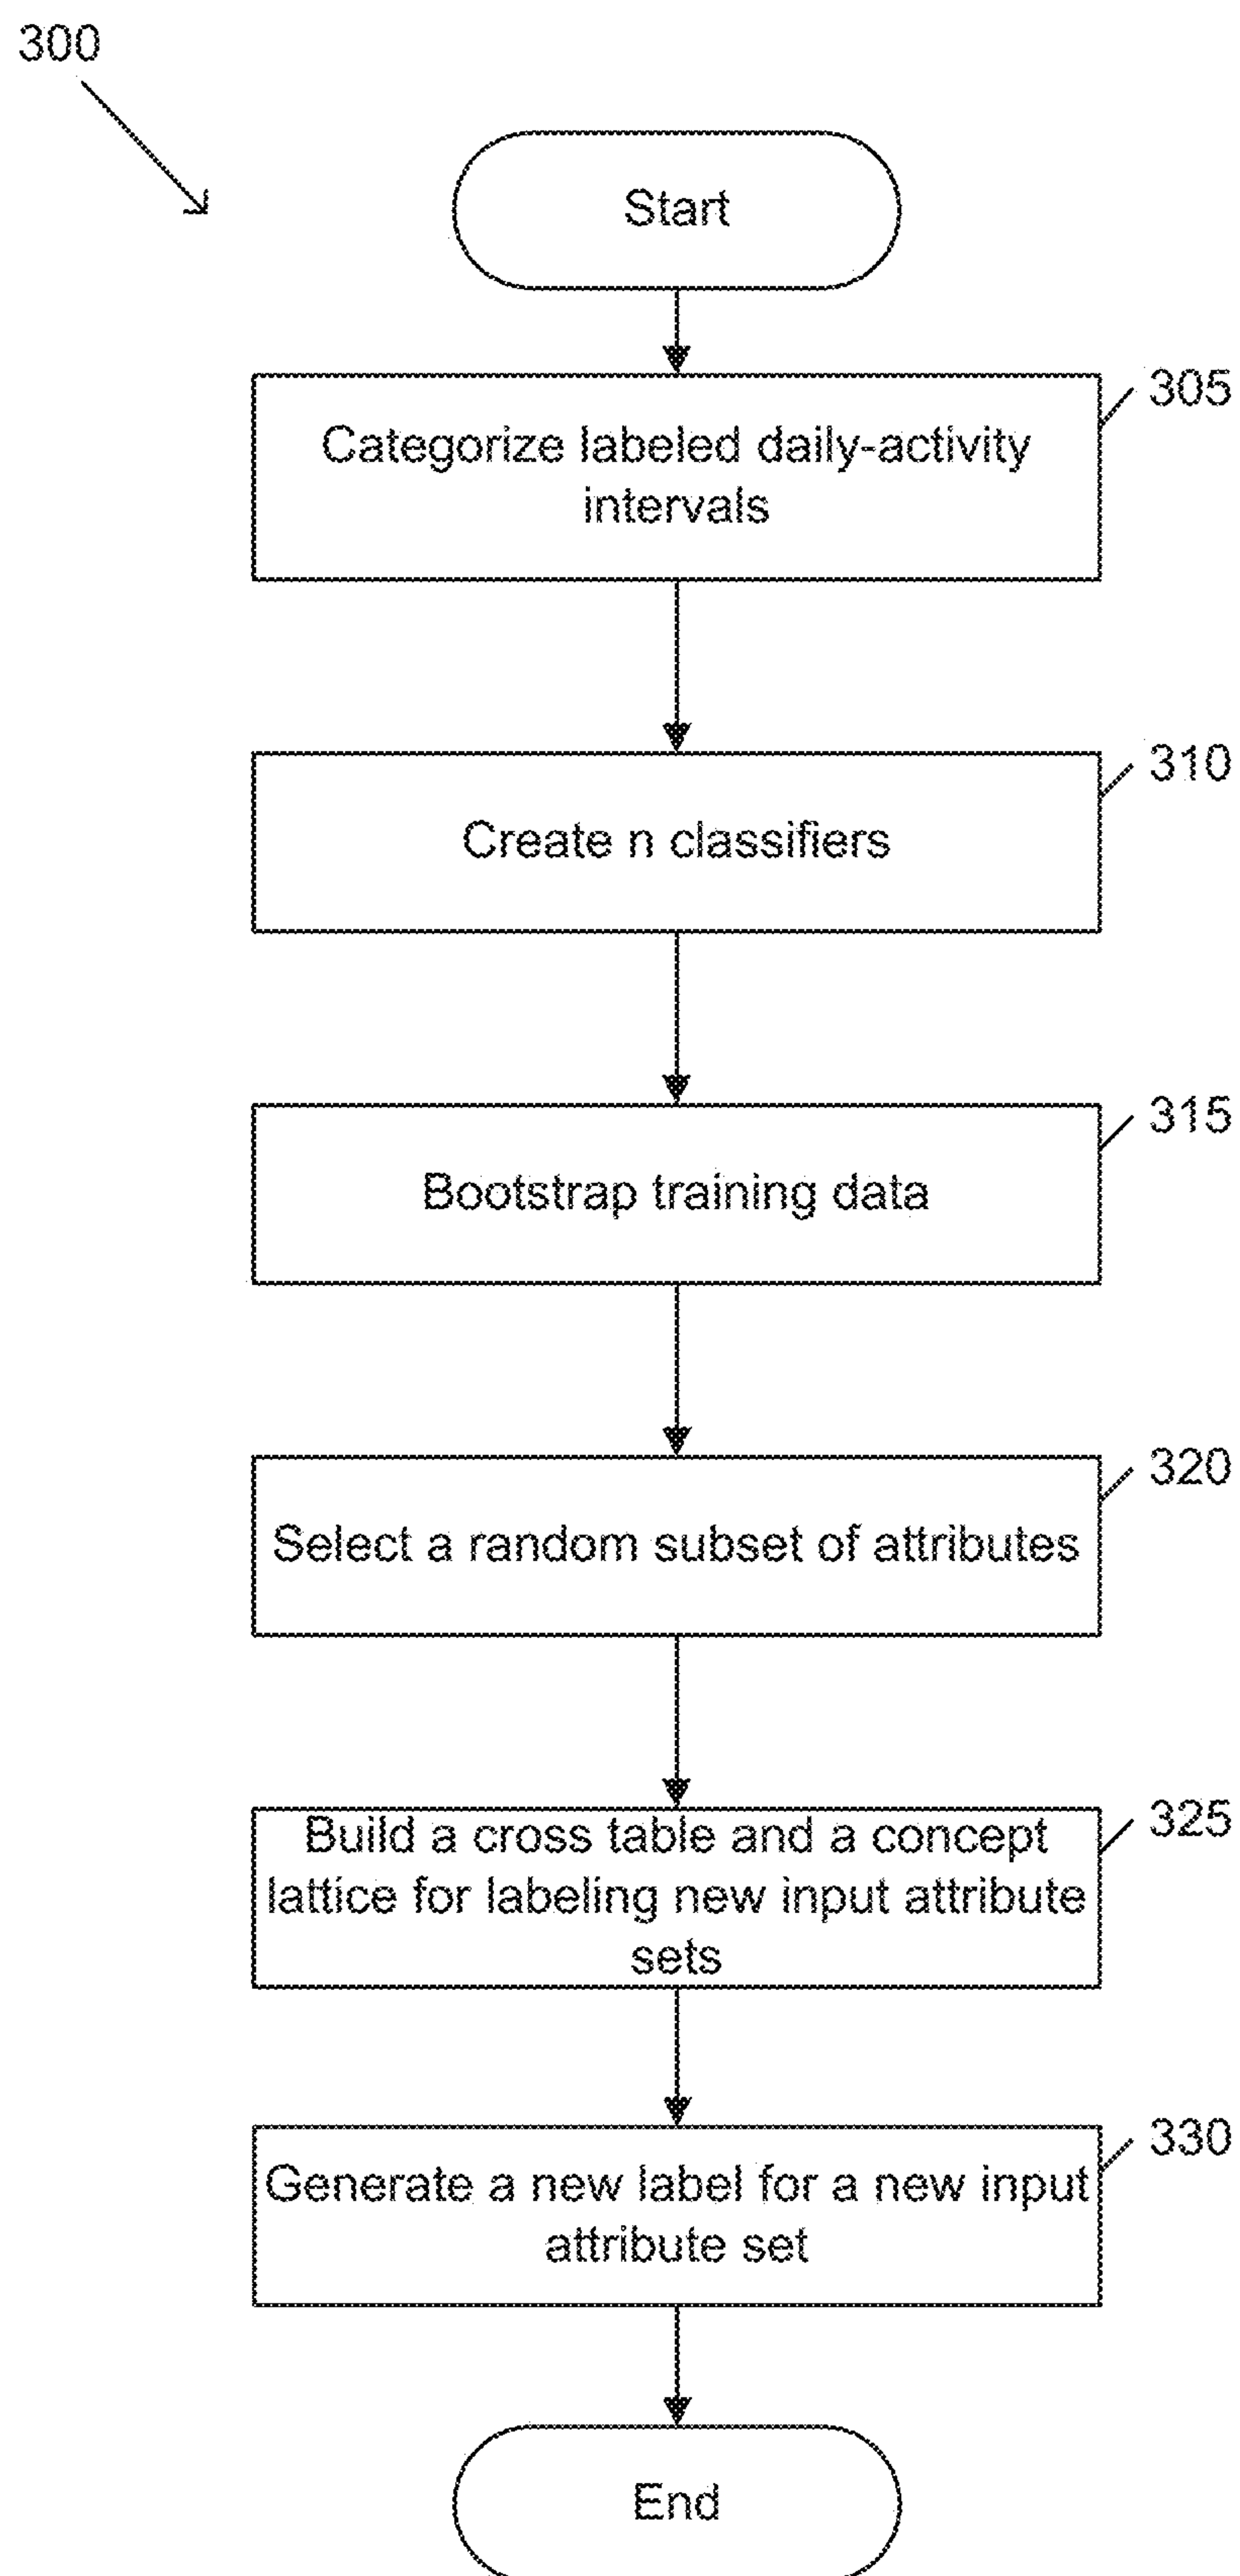 300
Start
305
Categorize labeled daily-activity
intervals
310
Create n classifiers
315
Bootstrap training data
320
Select a random subset of attributes
325
Build a cross table and a concept
lattice for labeling new input attribute
sets
330
Generate a new label for a new input
attribute set
End